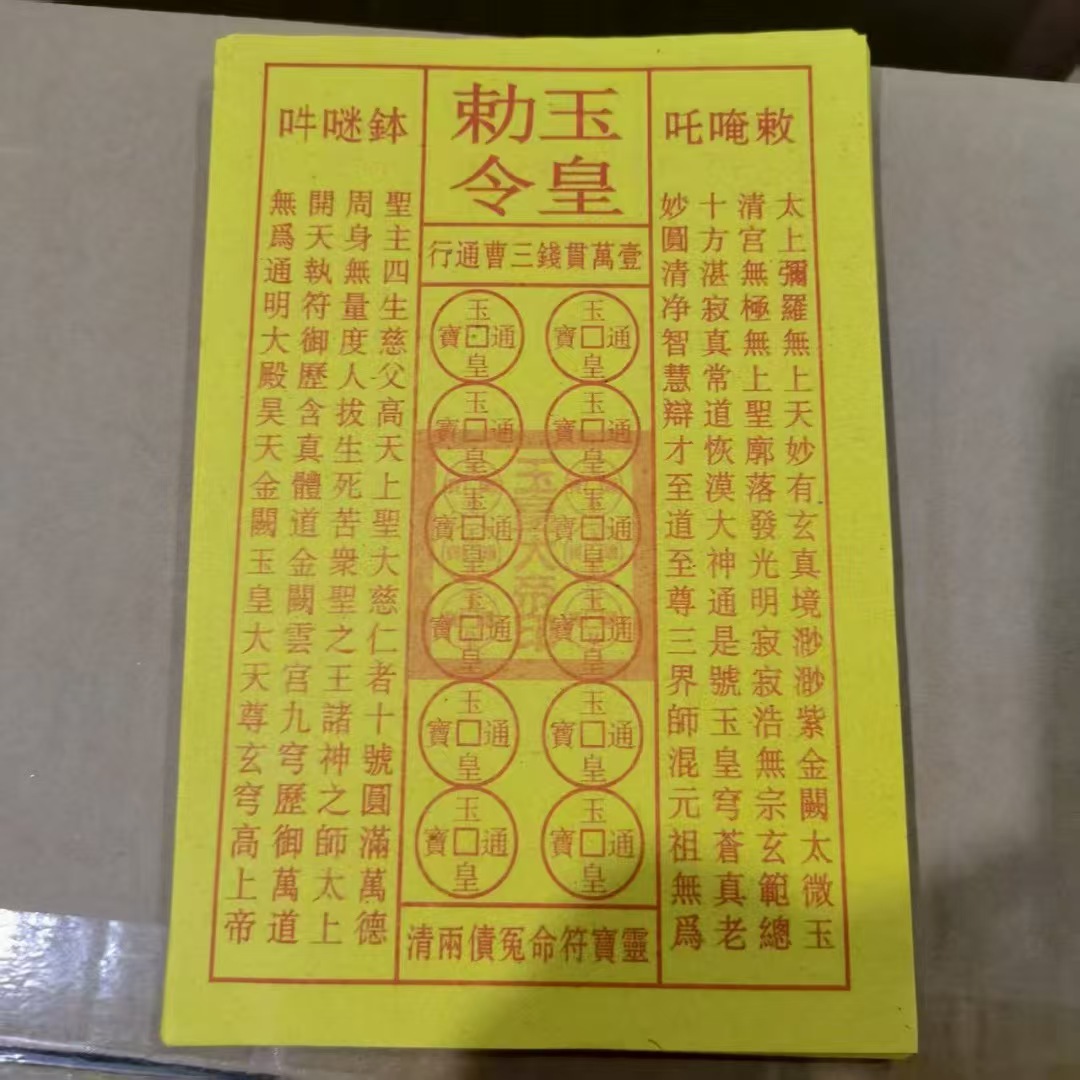 敕唵吒
太上彌羅無上天妙有玄真境渺渺紫金闕太微玉
清宮無極無上聖廓落發光明寂寂浩無宗玄範總
十方湛寂真常道恢漠大神通是號玉皇穹蒼真老
妙圓清净智慧辯才至道至尊三界師混元祖無爲
玉皇
勅令
壹萬貫錢三曹通行
玉皇通寶
玉皇通寶
玉皇通寶
玉皇通寶
玉皇通寶
玉皇通寶
玉皇通寶
玉皇通寶
玉皇通寶
玉皇通寶
玉皇通寶
玉皇通寶
玉皇大帝印
靈寶符命冤債兩清
鉢吽
聖主四生慈父高天上聖大慈仁者十號圓滿萬德
周身無量度人拔生死苦衆聖之王諸神之師太上
開天執符御歷含真體道金闕雲宮九穹歷御萬道
無爲通明大殿昊天金闕玉皇大天尊玄穹高上帝